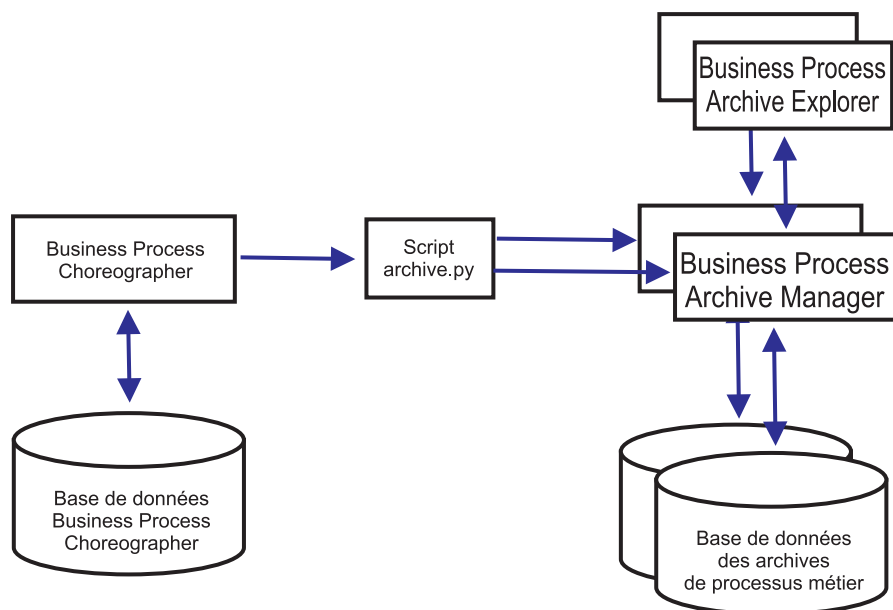 Business Process
Archive Explorer
Business Process
Choreographer
Script
archive.py
Business Process
Archive Manager
Base de données
Business Process
Choreographer
Base de données
des archives
de processus métier